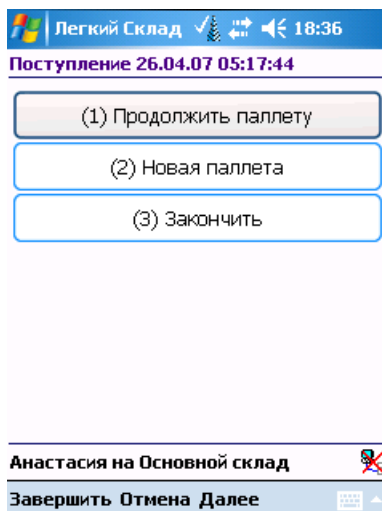 Легкий Склад 18:36
Поступление 26.04.07 05:17:44
(1) Продолжить паллету
(2) Новая паллета
(3) Закончить
Анастасия на Основной склад
Завершить Отмена Далее